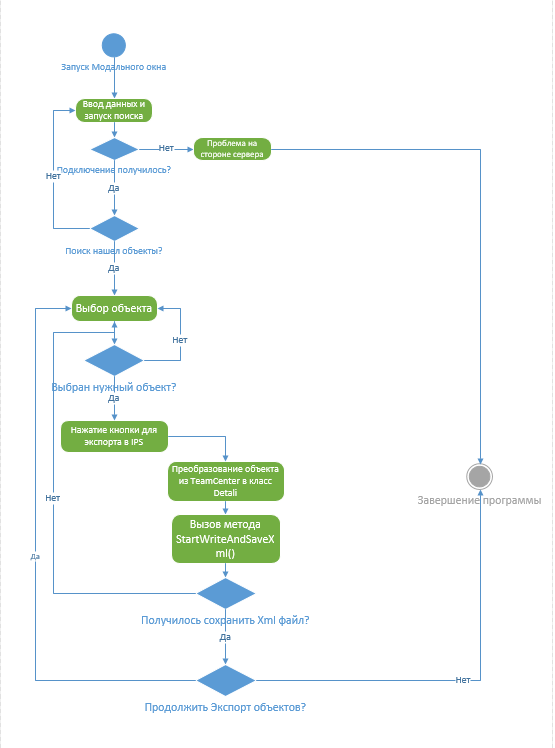 Запуск Модального окна
Ввод данных и
запуск поиска
Нет
Проблема на
стороне сервера
Подключение получилось?
Нет
Да
Поиск нашел объекты?
Да
Выбор объекта
Нет
Выбран нужный объект?
Да
Нажатие кнопки для
экспорта в IPS
Преобразование объекта
из TeamCenter в класс
Detali
Завершение программы
Нет
Вызов метода
StartWriteAndSaveX
ml()
Да
Получилось сохранить Xml файл?
Да
Нет
Продолжить Экспорт объектов?